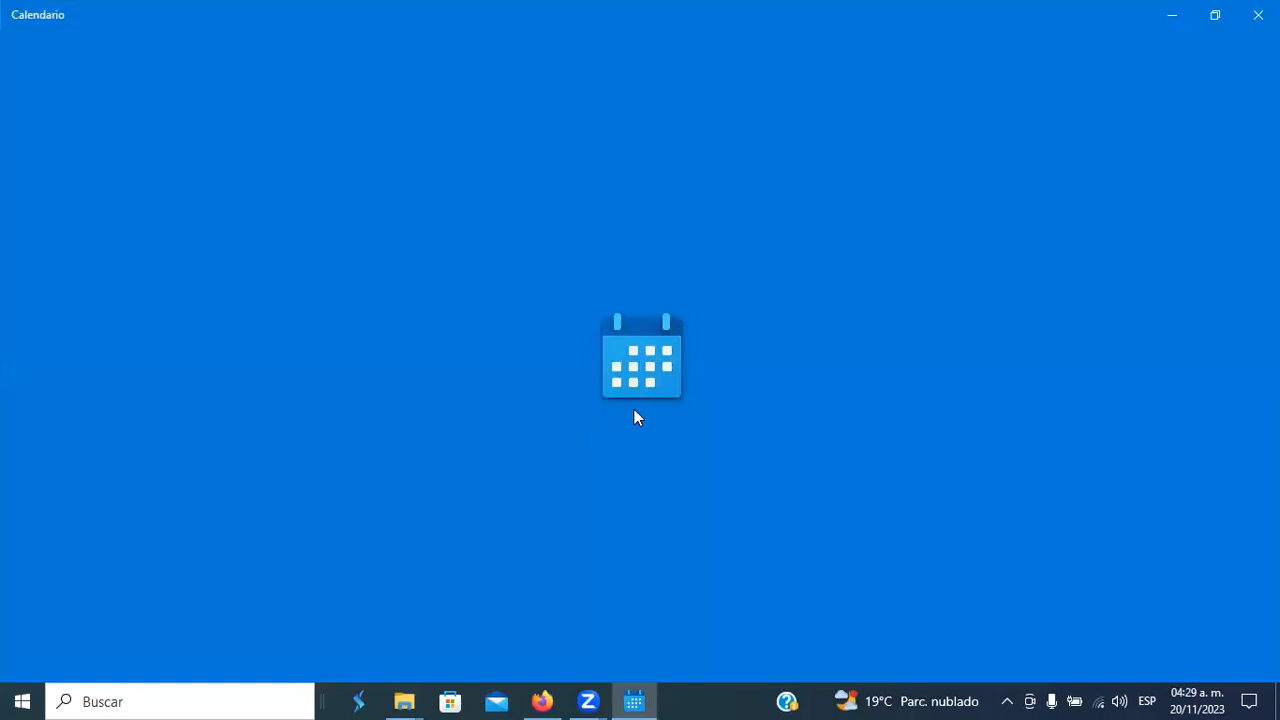 Calendario
Buscar
19°C Parc. nublado
ESP
04:29 a. m.
20/11/2023